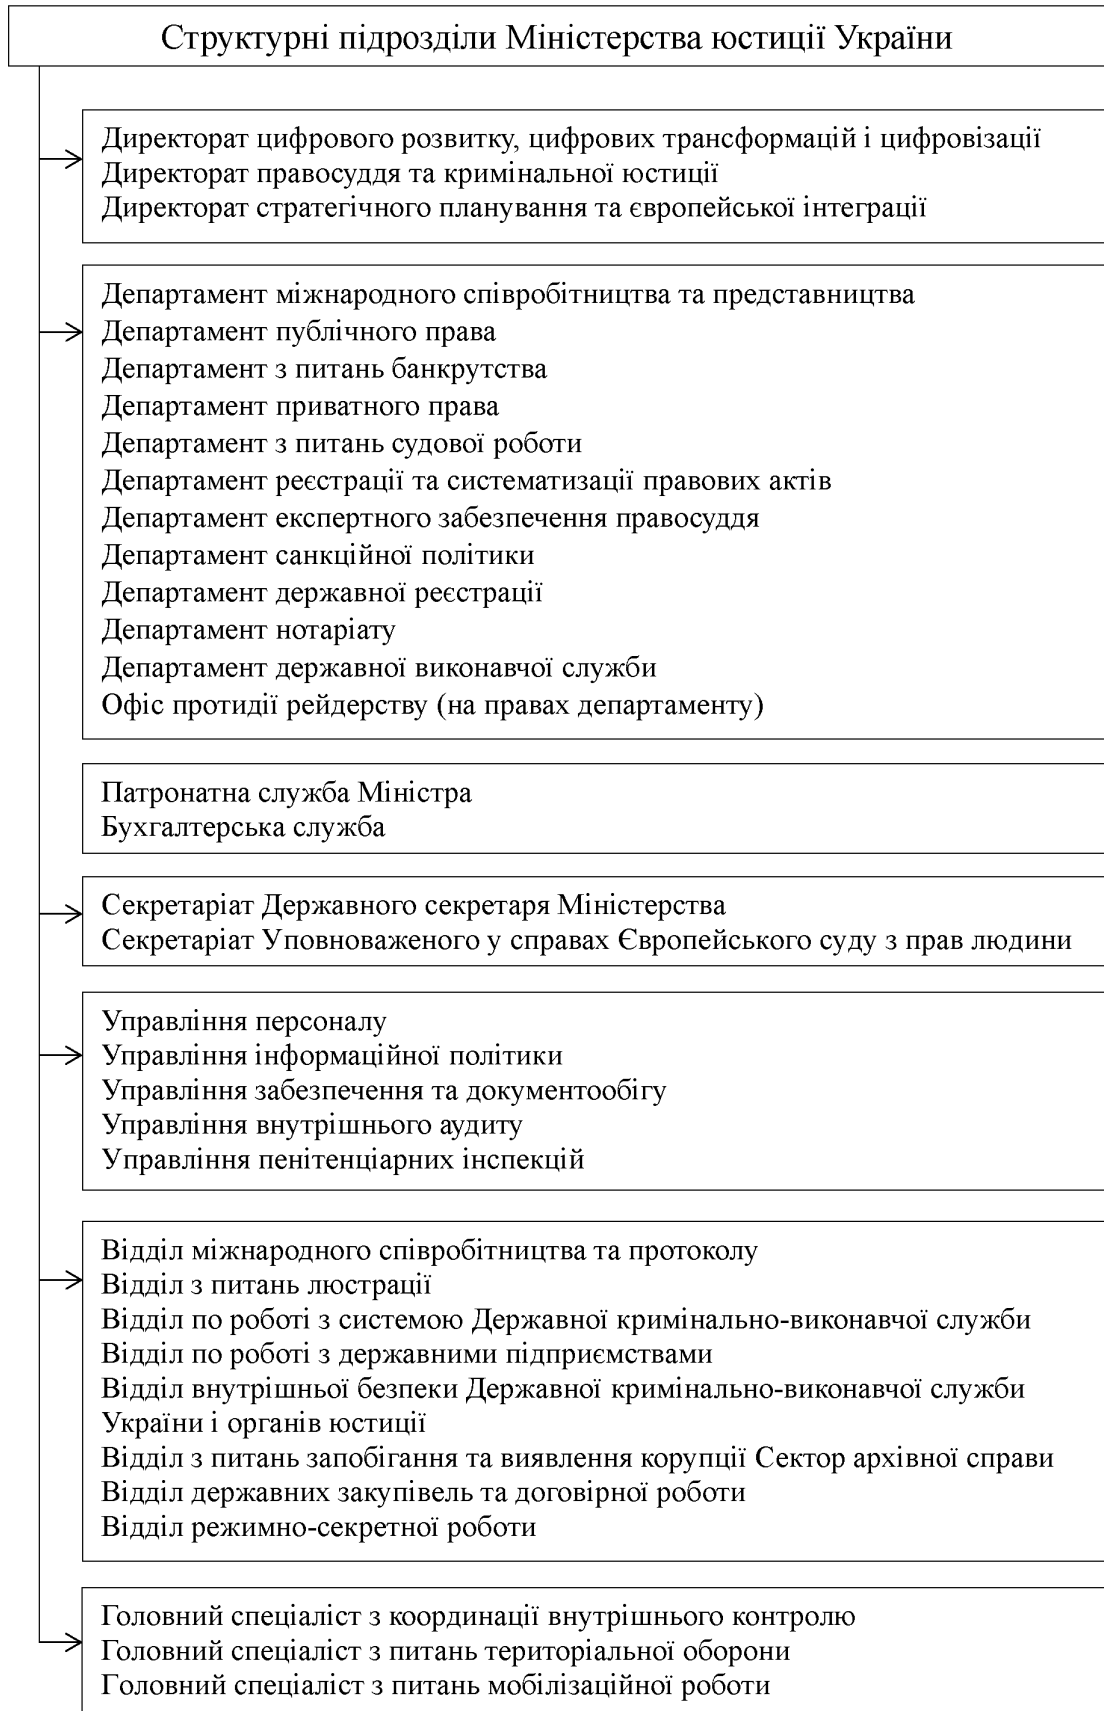 Структурні підрозділи Міністерства юстиції України
Директорат цифрового розвитку, цифрових трансформацій і цифровізації
Директорат правосуддя та кримінальної юстиції
Директорат стратегічного планування та європейської інтеграції
Департамент міжнародного співробітництва та представництва
Департамент публічного права
Департамент з питань банкрутства
Департамент приватного права
Департамент з питань судової роботи
Департамент реєстрації та систематизації правових актів
Департамент експертного забезпечення правосуддя
Департамент санкційної політики
Департамент державної реєстрації
Департамент нотаріату
Департамент державної виконавчої служби
Офіс протидії рейдерству (на правах департаменту)
Патронатна служба Міністра
Бухгалтерська служба
Секретаріат Державного секретаря Міністерства
Секретаріат Уповноваженого у справах Європейського суду з прав людини
Управління персоналу
Управління інформаційної політики
Управління забезпечення та документообігу
Управління внутрішнього аудиту
Управління пенітенціарних інспекцій
Відділ міжнародного співробітництва та протоколу
Відділ з питань люстрації
Відділ по роботі з системою Державної кримінально-виконавчої служби
Відділ по роботі з державними підприємствами
Відділ внутрішньої безпеки Державної кримінально-виконавчої служби
України і органів юстиції
Відділ з питань запобігання та виявлення корупції Сектор архівної справи
Відділ державних закупівель та договірної роботи
Відділ режимно-секретної роботи
Головний спеціаліст з координації внутрішнього контролю
Головний спеціаліст з питань територіальної оборони
Головний спеціаліст з питань мобілізаційної роботи